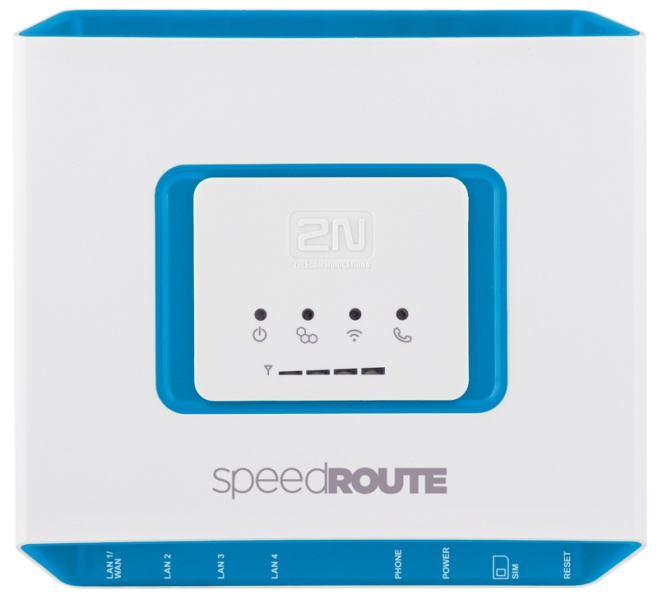 2N
speedROUTE
LAN 1/
WAN
LAN 2
LAN 3
LAN 4
PHONE
POWER
SIM
RESET